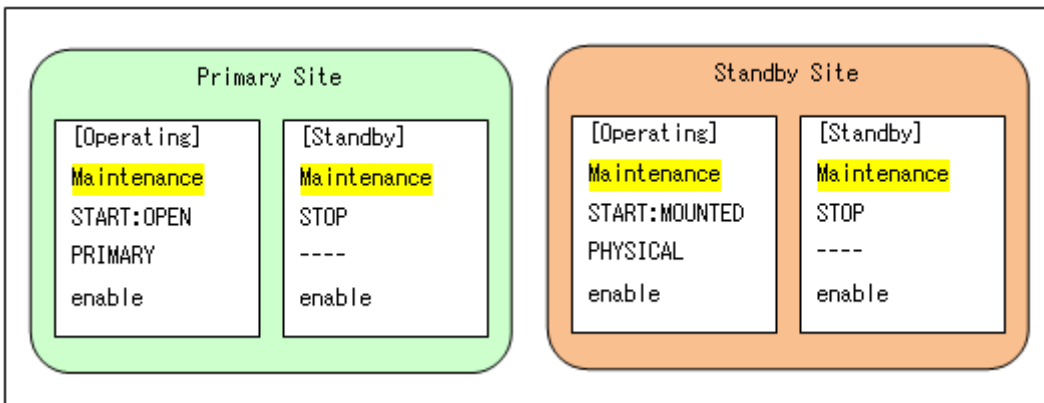 Primary Site
[Operating]
Maintenance
START:OPEN
PRIMARY
enable
[Standby]
Maintenance
STOP
----
enable
Standby Site
[Operating]
Maintenance
START:MOUNTED
PHYSICAL
enable
[Standby]
Maintenance
STOP
----
enable